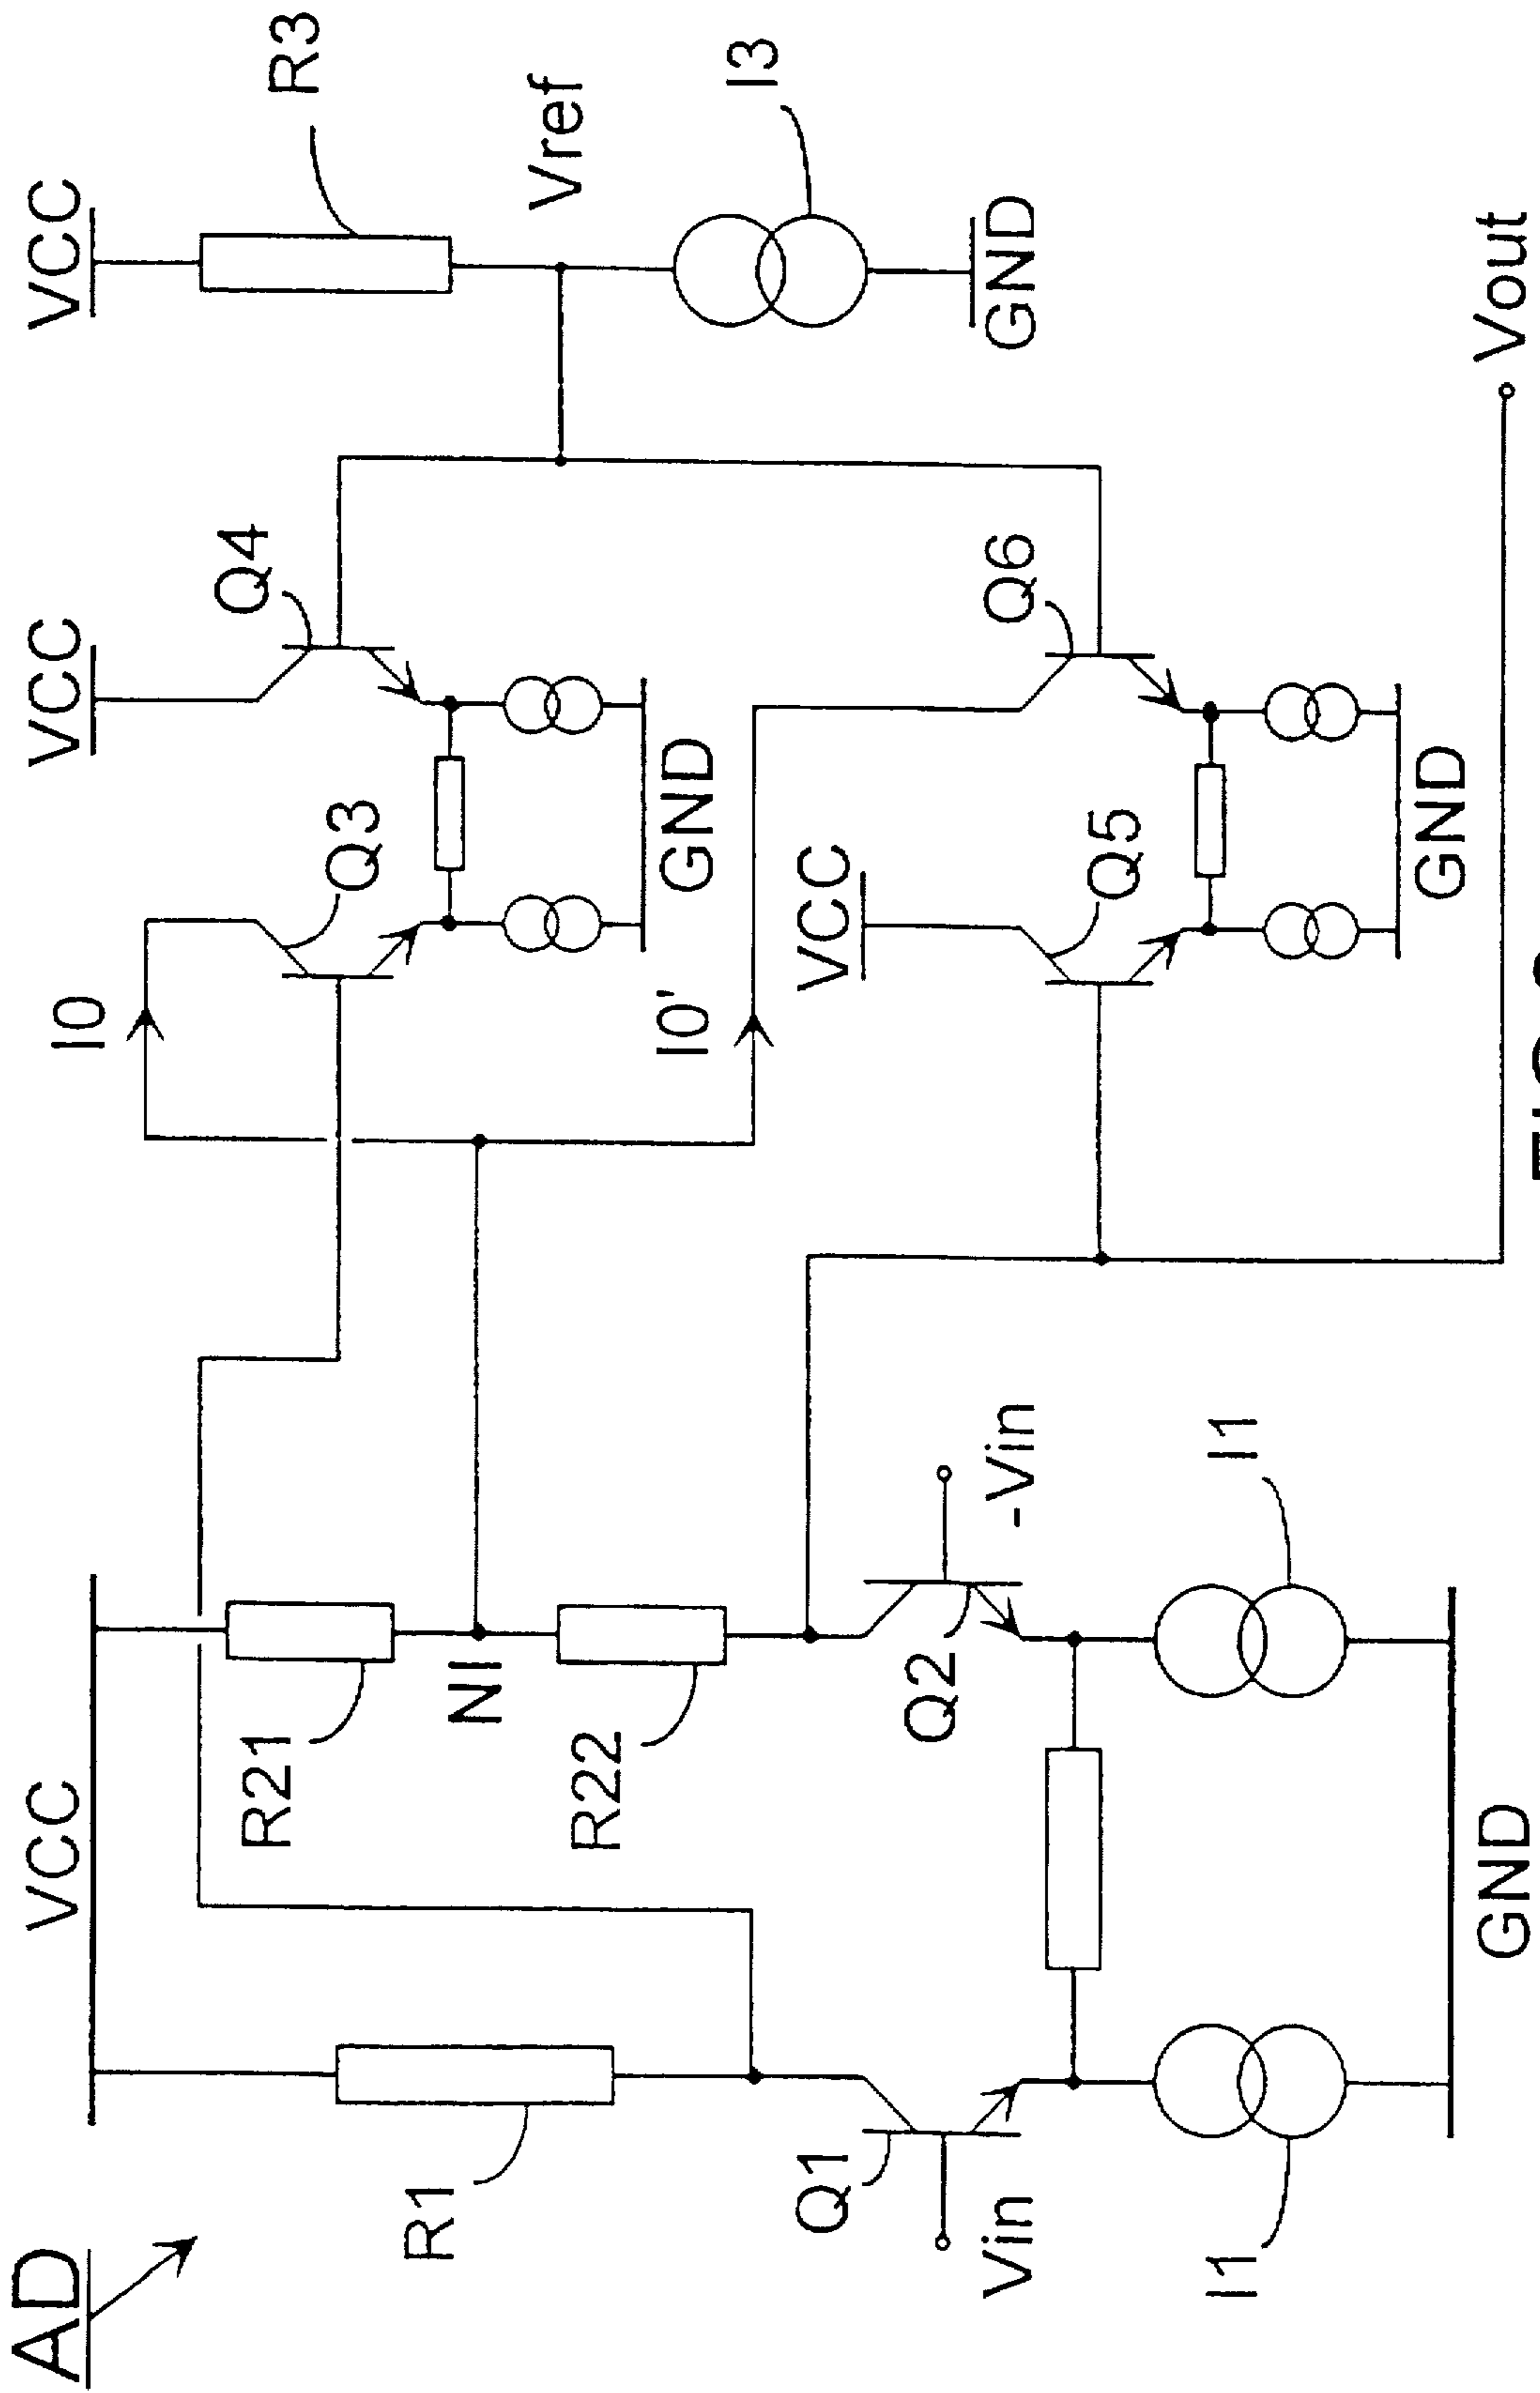 AD
VCC
VCC
VCC
R1
R21
NI
R22
I0
Q3
Q4
R3
Vref
I3
GND
GND
I0'
VCC
Q5
Q6
Q1
Vin
Q2
-Vin
I1
I1
GND
GND
Vout